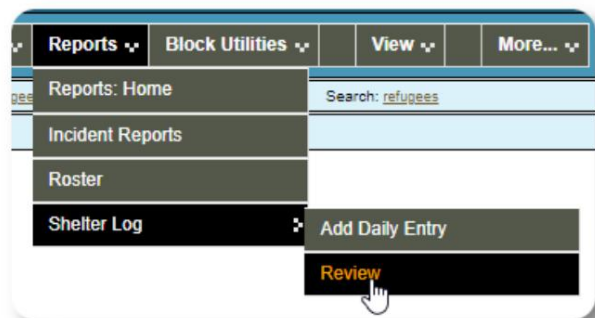 Reports Block Utilities View More...
Reports: Home
Search: refugees
Incident Reports
Roster
Shelter Log
Add Daily Entry
Review